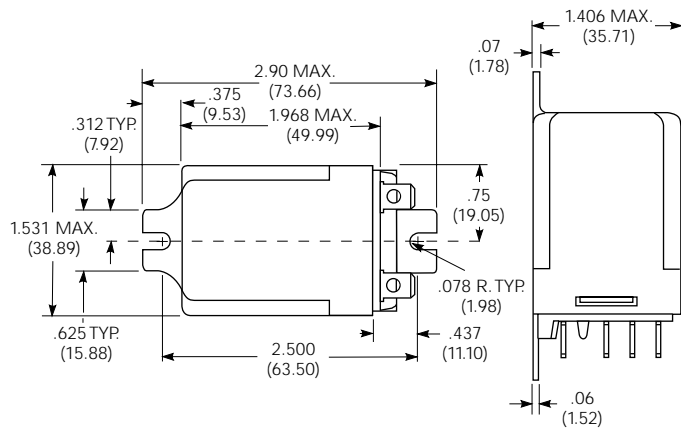 1.406 MAX.
(35.71)
.07
(1.78)
2.90 MAX.
(73.66)
.375
(9.53)
1.968 MAX.
(49.99)
.312 TYP.
(7.92)
.75
(19.05)
1.531 MAX.
(38.89)
.078 R. TYP.
(1.98)
.625 TYP.
(15.88)
.437
(11.10)
2.500
(63.50)
.06
(1.52)